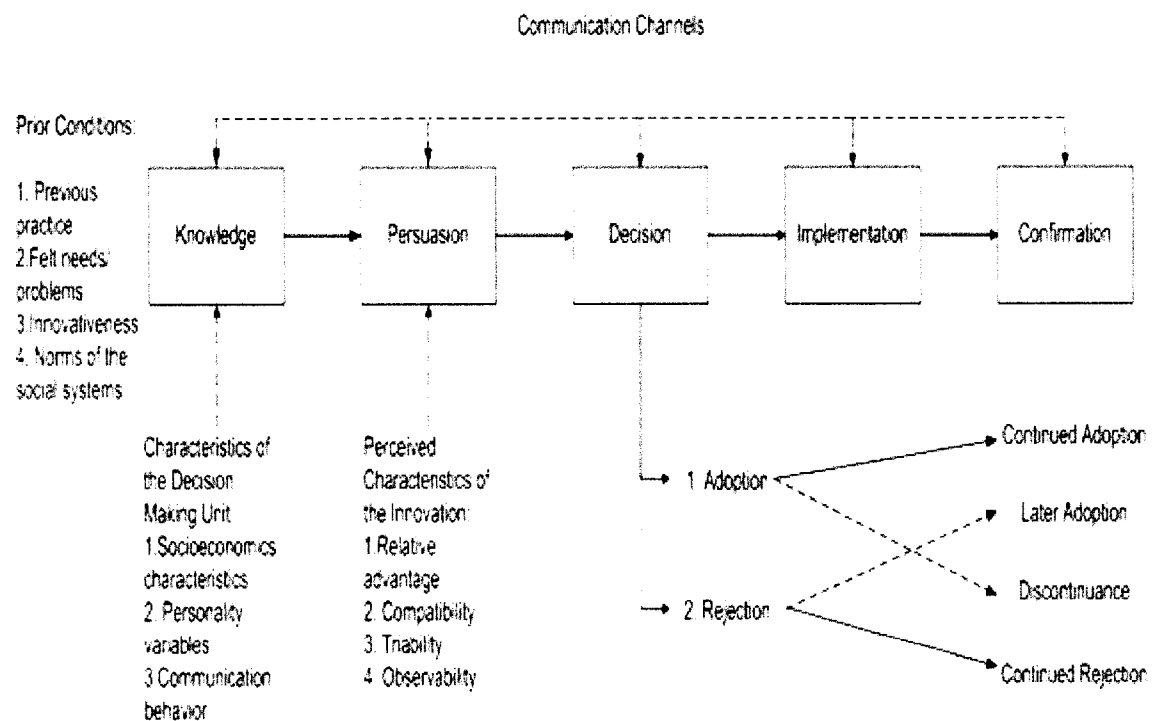 Communication Channels
Prior Conditions:
1. Previous
practice
2.Felt needs/
problems
3.Innovativeness
4. Norms of the
social systems
Knowledge
Persuasion
Decision
Implementation
Confirmation
Characteristics of
the Decision
Making Unit
1.Socioeconomics
characteristics
2. Personality
variables
3.Communication
behavior
Perceived
Characteristics of
the Innovation:
1.Relative
advantage
2. Compatibility
3. Triability
4. Observability
1. Adoption
2. Rejection
Continued Adoption
Later Adoption
Discontinuance
Continued Rejection